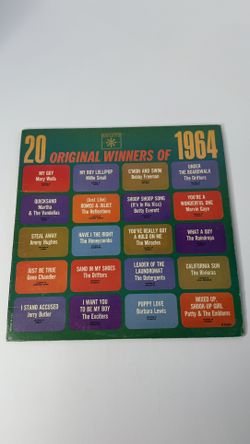 20 ORIGINAL WINNERS OF 1964
MY GUY
Mary Wells
MY BOY LOLLIPOP
Millie Small
C'MON AND SWIM
Bobby Freeman
UNDER
THE BOARDWALK
The Drifters
QUICKSAND
Martha
& The Vandellas
(Just Like)
ROMEO & JULIET
The Reflections
SHOOP SHOOP SONG
(It's In His Kiss)
Betty Everett
YOU'RE A
WONDERFUL ONE
Marvin Gaye
STEAL AWAY
Jimmy Hughes
HAVE I THE RIGHT
The Honeycombs
YOU'VE REALLY GOT
A HOLD ON ME
The Miracles
WHAT A GUY
The Raindrops
JUST BE TRUE
Gene Chandler
SAND IN MY SHOES
The Drifters
LEADER OF THE
LAUNDROMAT
The Detergents
CALIFORNIA SUN
The Rivieras
I STAND ACCUSED
Jerry Butler
I WANT YOU
TO BE MY BOY
The Exciters
PUPPY LOVE
Barbara Lewis
MIXED UP,
SHOOK UP GIRL
Patty & The Emblems